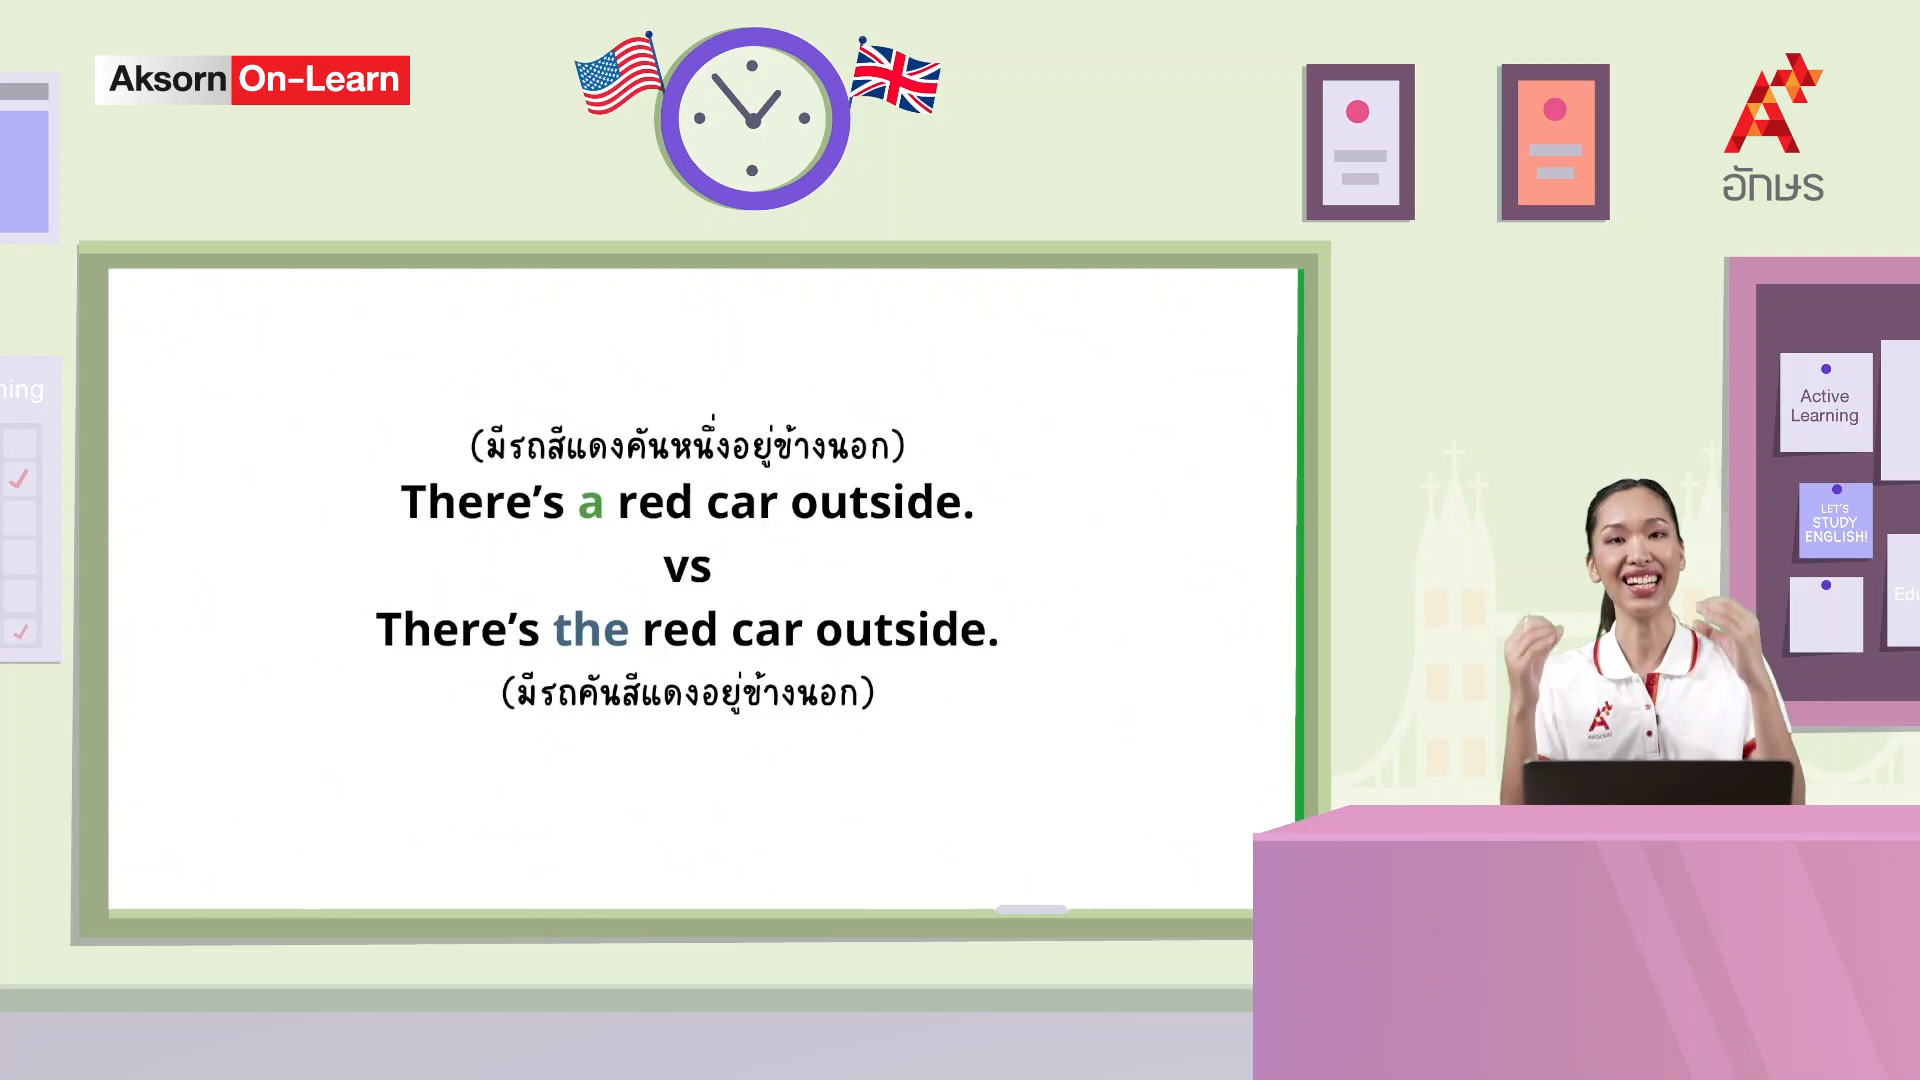 Aksorn On-Learn
อักษร
ning
(มีรถสีแดงคันหนึ่งอยู่ข้างนอก)
There's a red car outside.
vs
There's the red car outside.
(มีรถคันสีแดงอยู่ข้างนอก)
Active
Learning
LET'S
STUDY
ENGLISH!
Edu
AKSORN